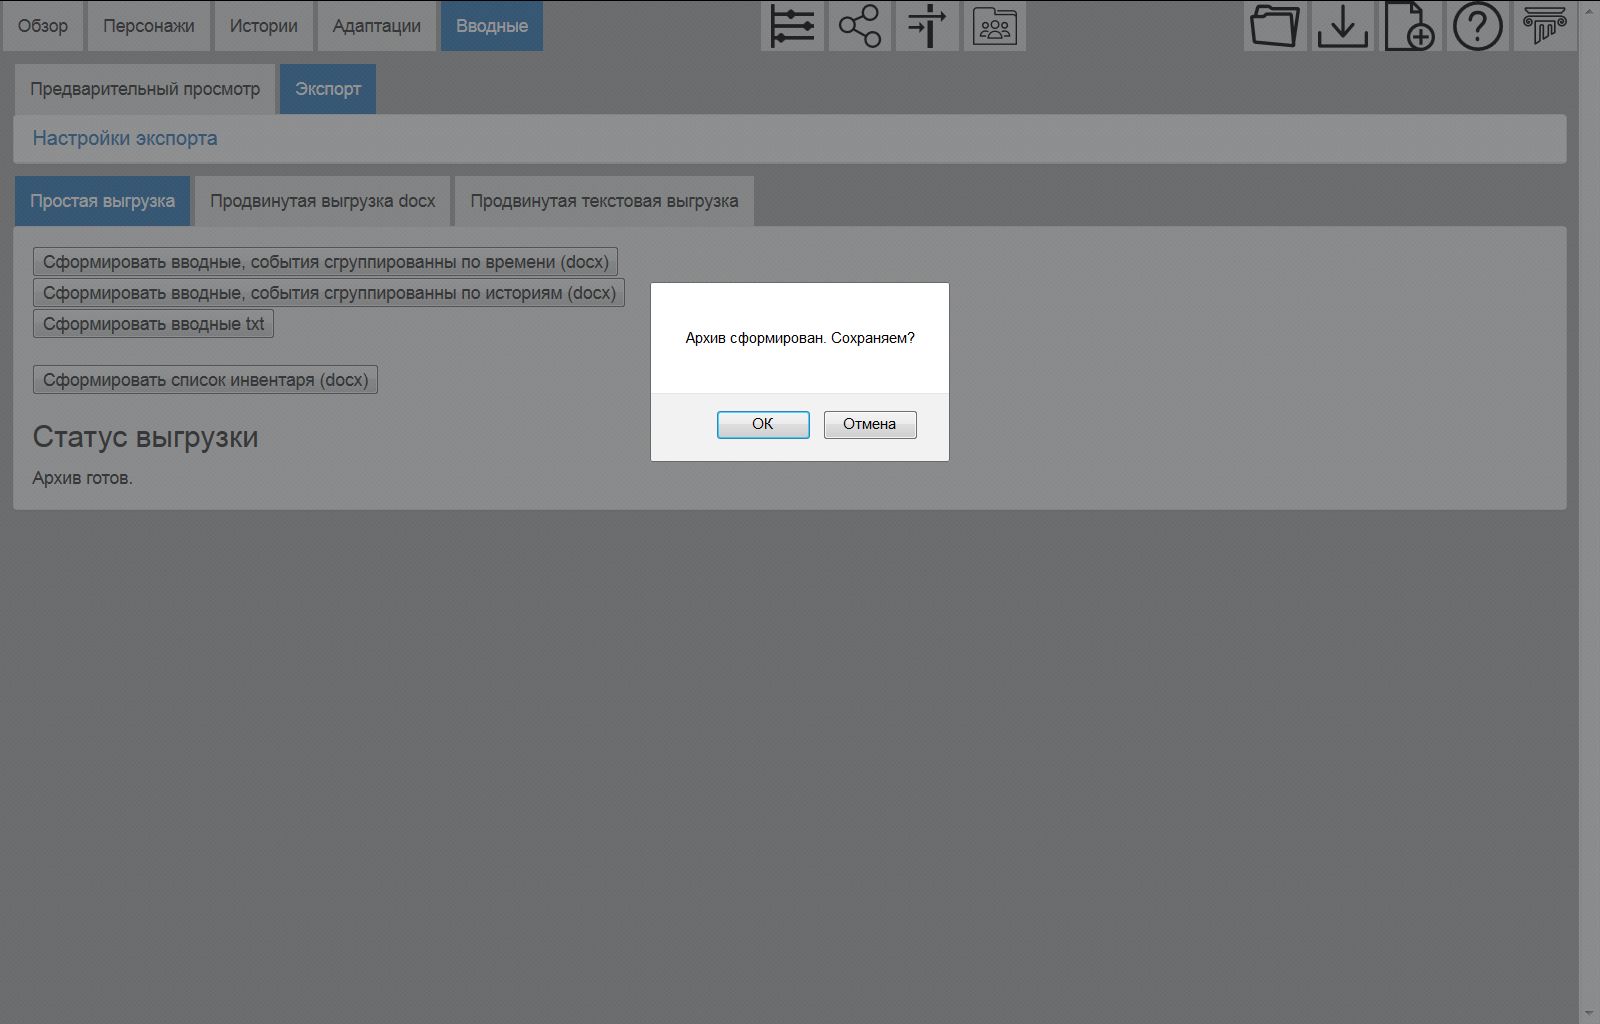 Обзор
Персонажи
Истории
Адаптации
Вводные
Предварительный просмотр
Экспорт
Настройки экспорта
Простая выгрузка
Продвинутая выгрузка docx
Продвинутая текстовая выгрузка
Сформировать вводные, события сгруппированны по времени (docx)
Сформировать вводные, события сгруппированны по историям (docx)
Сформировать вводные txt
Сформировать список инвентаря (docx)
Статус выгрузки
Архив готов.
Архив сформирован. Сохраняем?
ОК
Отмена